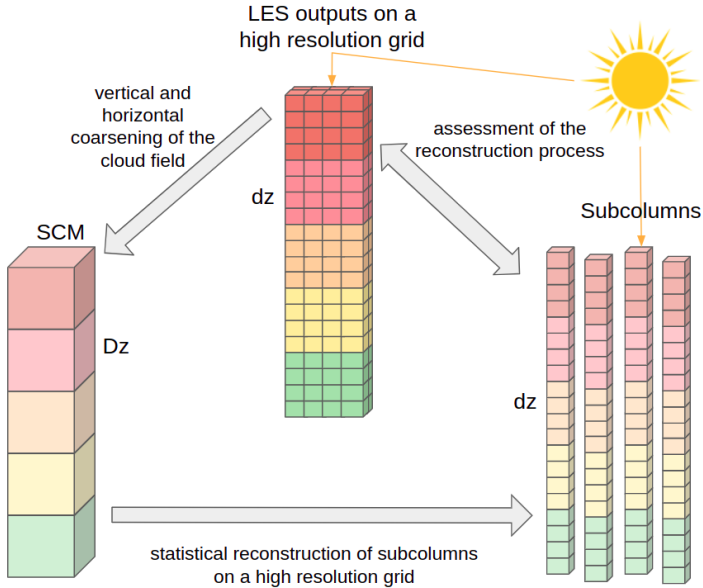 LES outputs on a
high resolution grid
vertical and
horizontal
coarsening of the
cloud field
assessment of the
reconstruction process
dz
Subcolumns
SCM
Dz
dz
statistical reconstruction of subcolumns
on a high resolution grid